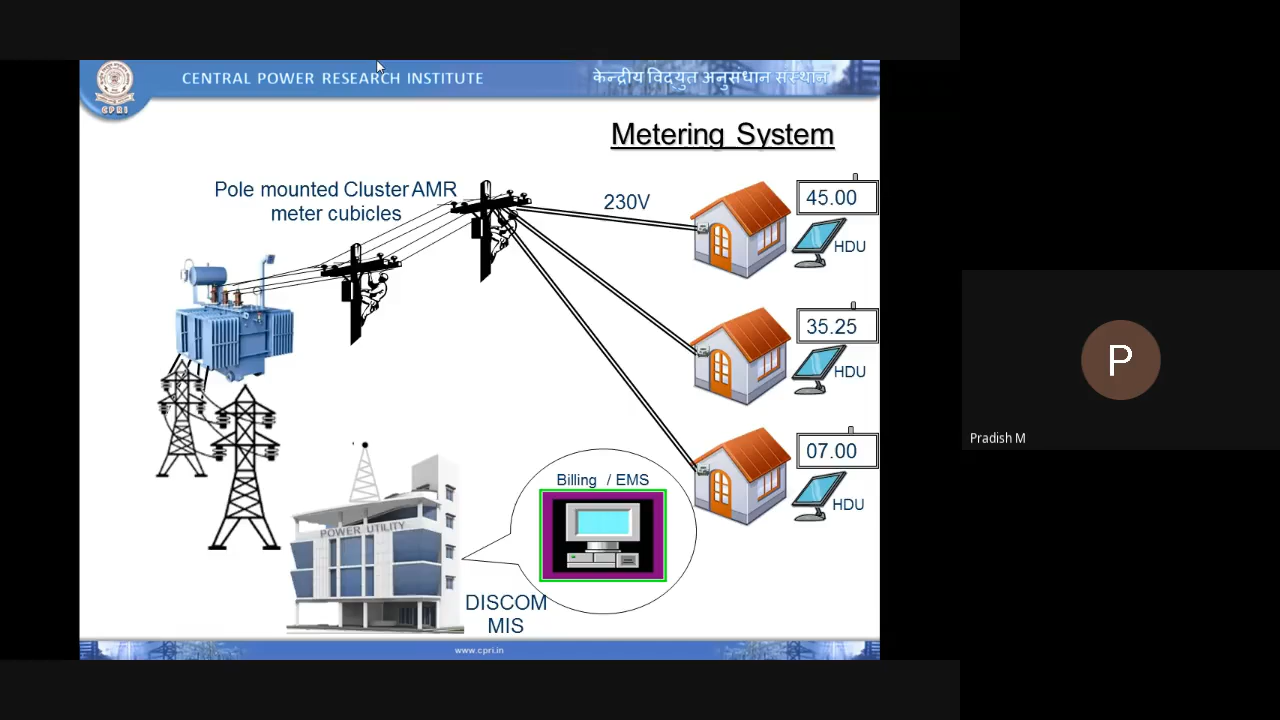 CENTRAL POWER RESEARCH INSTITUTE
केन्द्रीय विद्युत अनुसंधान संस्थान
CPRI
Metering System
Pole mounted Cluster AMR
meter cubicles
230V
45.00
HDU
35.25
HDU
07.00
HDU
Billing / EMS
POWER UTILITY
DISCOM
MIS
www.cpri.in
P
Pradish M